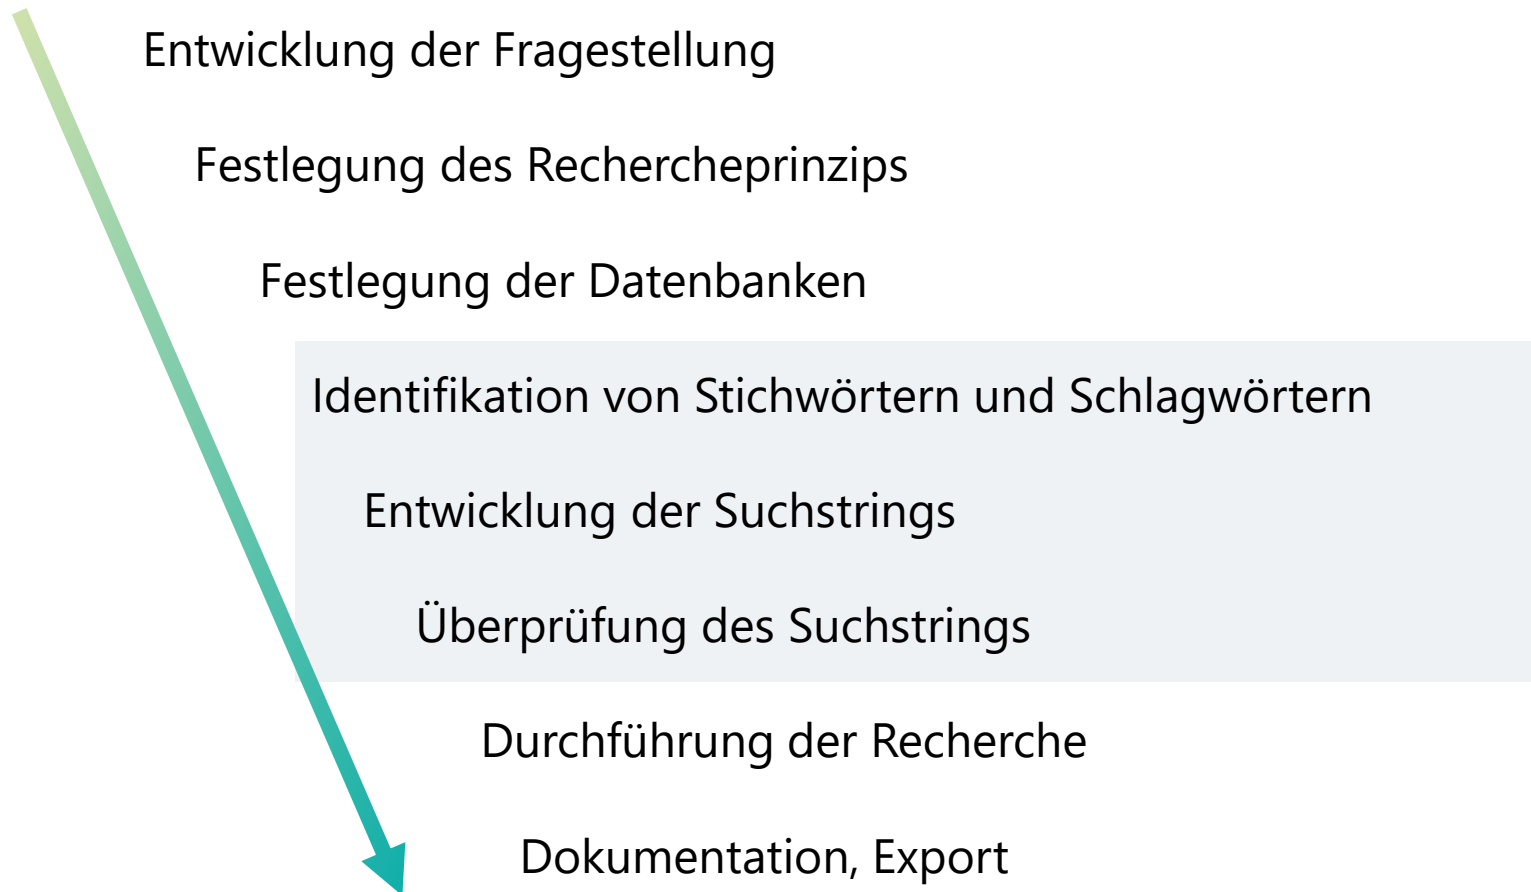 Entwicklung der Fragestellung
Festlegung des Rechercheprinzips
Festlegung der Datenbanken
Identifikation von Stichwörtern und Schlagwörtern
Entwicklung der Suchstrings
Überprüfung des Suchstrings
Durchführung der Recherche
Dokumentation, Export